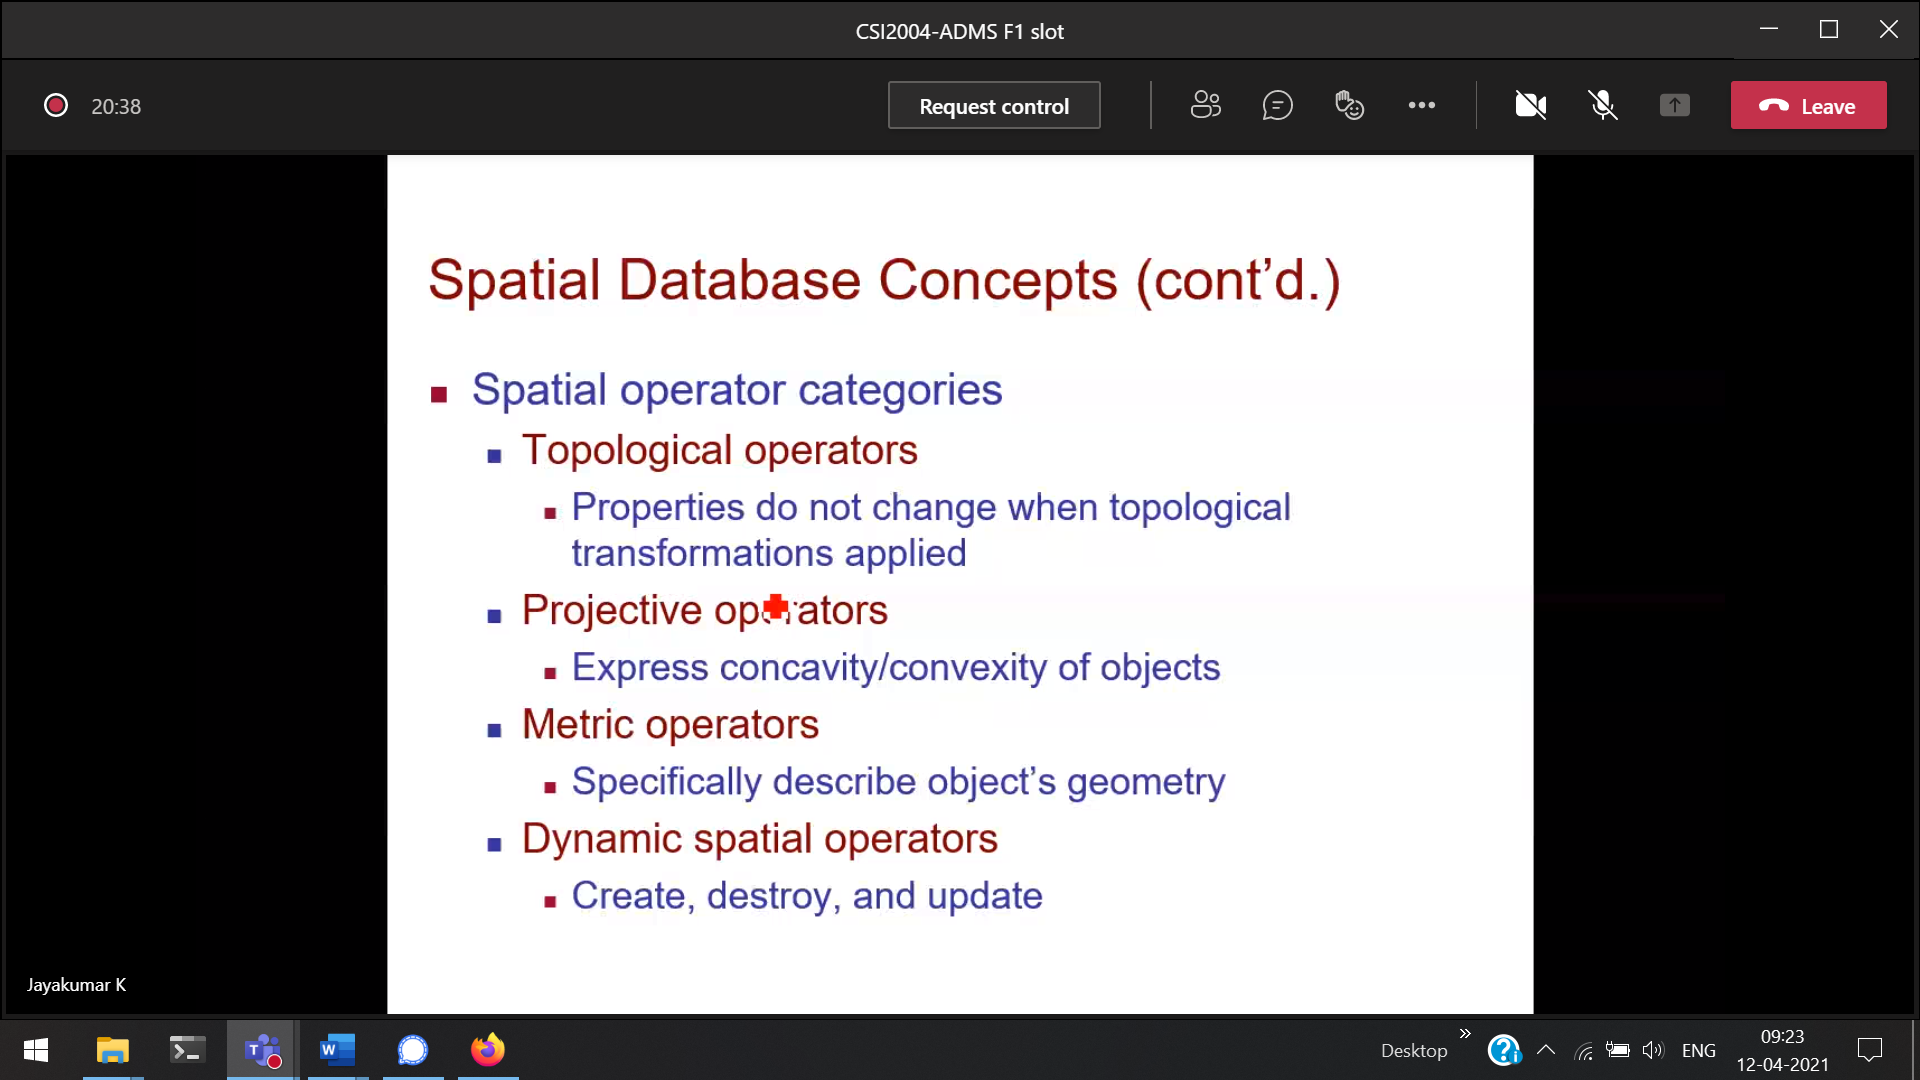 CSI2004-ADMS F1 slot
20:38
Request control
Leave
Spatial Database Concepts (cont’d.)
Spatial operator categories
Topological operators
Properties do not change when topological
transformations applied
Projective operators
Express concavity/convexity of objects
Metric operators
Specifically describe object’s geometry
Dynamic spatial operators
Create, destroy, and update
Jayakumar K
Desktop
ENG
09:23
12-04-2021